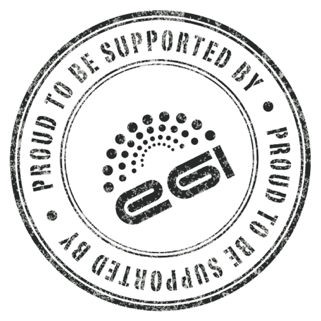 PROUD TO BE SUPPORTED BY • PROUD TO BE SUPPORTED BY •
egi